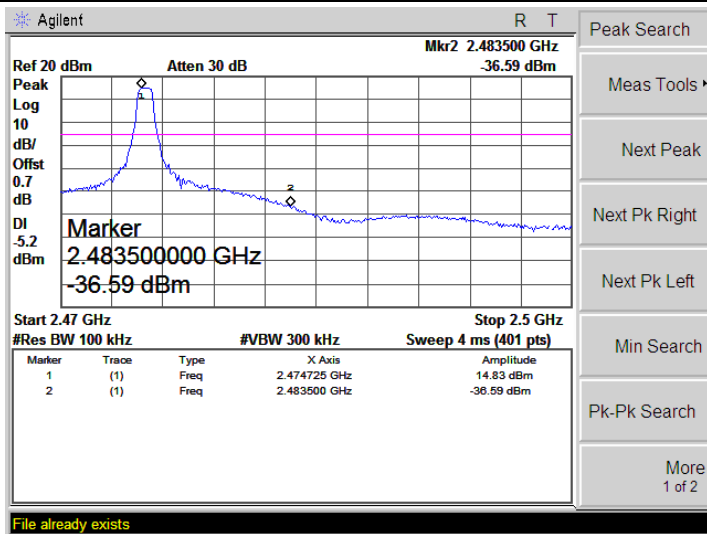 Agilent R T
Mkr2 2.483500 GHz
Ref 20 dBm Atten 30 dB -36.59 dBm
Peak
Log
10
dB/
Offst
0.7
dB
DI
-5.2
dBm
1
2
Marker
2.483500000 GHz
-36.59 dBm
Start 2.47 GHz Stop 2.5 GHz
#Res BW 100 kHz #VBW 300 kHz Sweep 4 ms (401 pts)
Marker Trace Type X Axis Amplitude
1 (1) Freq 2.474725 GHz 14.83 dBm
2 (1) Freq 2.483500 GHz -36.59 dBm
File already exists
Peak Search
Meas Tools
Next Peak
Next Pk Right
Next Pk Left
Min Search
Pk-Pk Search
More
1 of 2